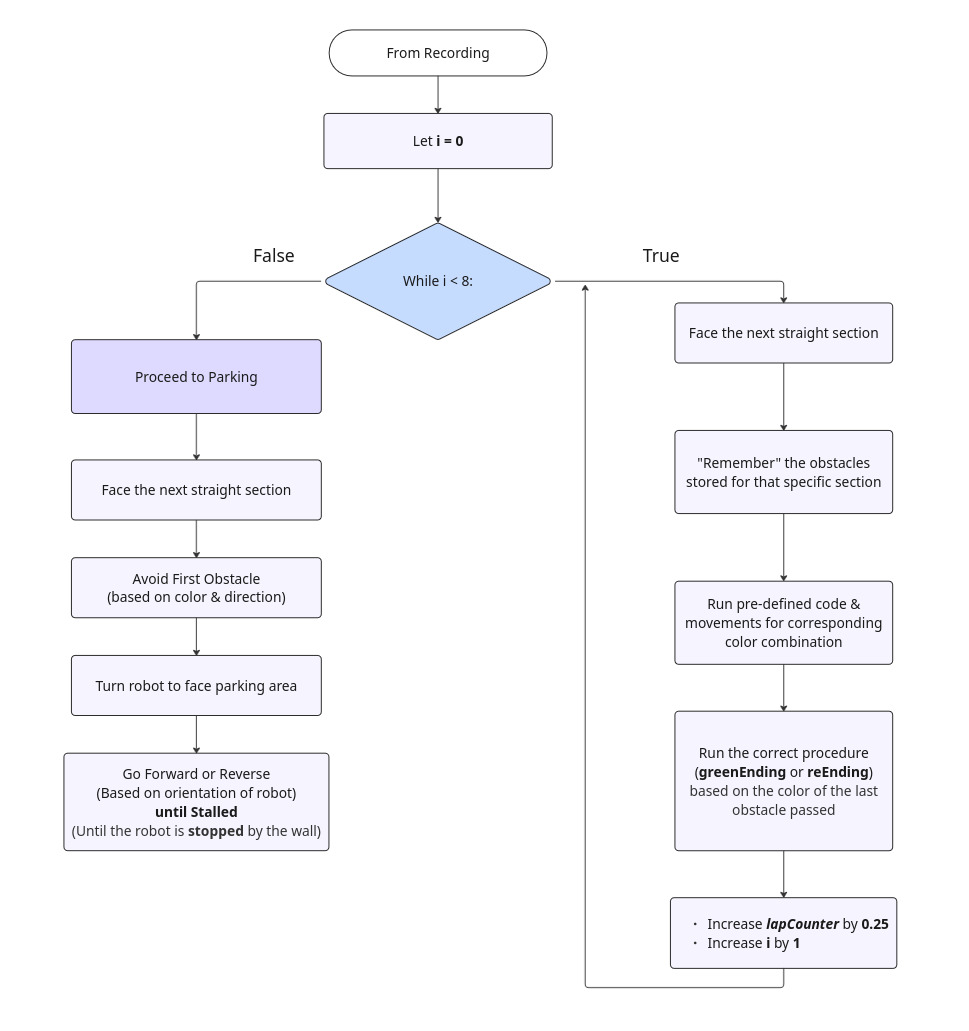 From Recording
Let i = 0
While i < 8:
False
True
Proceed to Parking
Face the next straight section
Avoid First Obstacle
(based on color & direction)
Turn robot to face parking area
Go Forward or Reverse
(Based on orientation of robot)
until Stalled
(Until the robot is stopped by the wall)
Face the next straight section
"Remember" the obstacles
stored for that specific section
Run pre-defined code &
movements for corresponding
color combination
Run the correct procedure
(greenEnding or reEnding)
based on the color of the last
obstacle passed
· Increase lapCounter by 0.25
· Increase i by 1